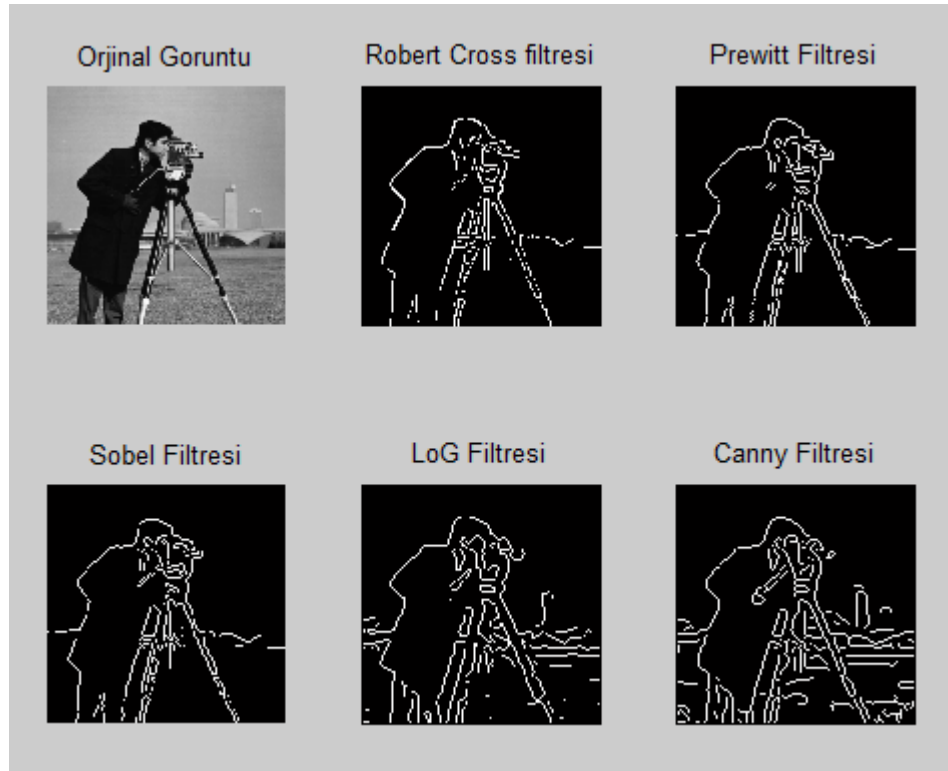 Orjinal Goruntu
Robert Cross filtresi
Prewitt Filtresi
Sobel Filtresi
LoG Filtresi
Canny Filtresi